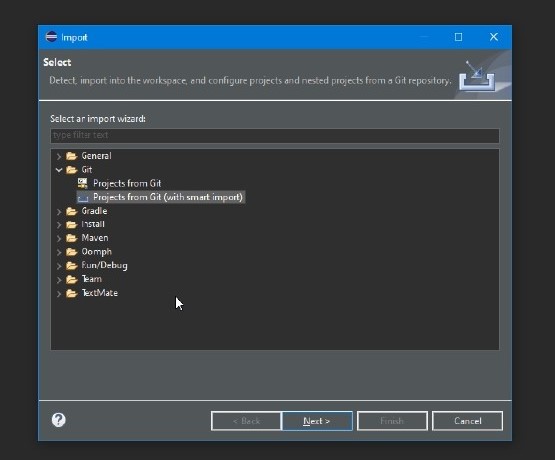 Import
Select
Detect, import into the workspace, and configure projects and nested projects from a Git repository.
Select an import wizard:
type filter text
General
Git
Projects from Git
Projects from Git (with smart import)
Gradle
Install
Maven
Oomph
Run/Debug
Team
TextMate
?
< Back
Next >
Finish
Cancel